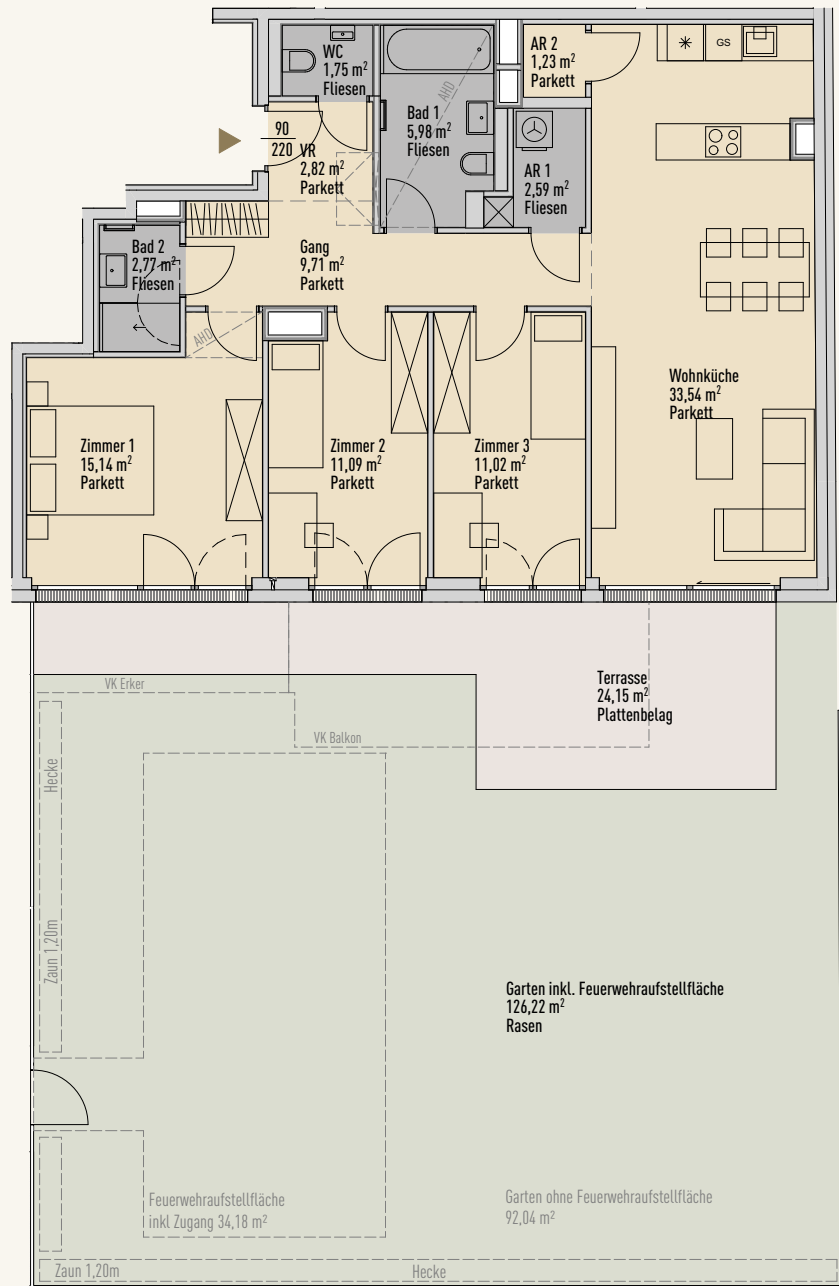 WC
1,75 m²
Fliesen
AR 2
1,23 m²
Parkett
GS
AHD
Bad 1
5,98 m²
Fliesen
90
220
VR
2,82 m²
Parkett
AR 1
2,59 m²
Fliesen
Bad 2
2,77 m²
Fliesen
Gang
9,71 m²
Parkett
AHD
Wohnküche
33,54 m²
Parkett
Zimmer 1
15,14 m²
Parkett
Zimmer 2
11,09 m²
Parkett
Zimmer 3
11,02 m²
Parkett
Terrasse
24,15 m²
Plattenbelag
VK Erker
VK Balkon
Hecke
Zaun 1,20m
Garten inkl. Feuerwehraufstellfläche
126,22 m²
Rasen
Feuerwehraufstellfläche
inkl Zugang 34,18 m²
Garten ohne Feuerwehraufstellfläche
92,04 m²
Zaun 1,20m
Hecke